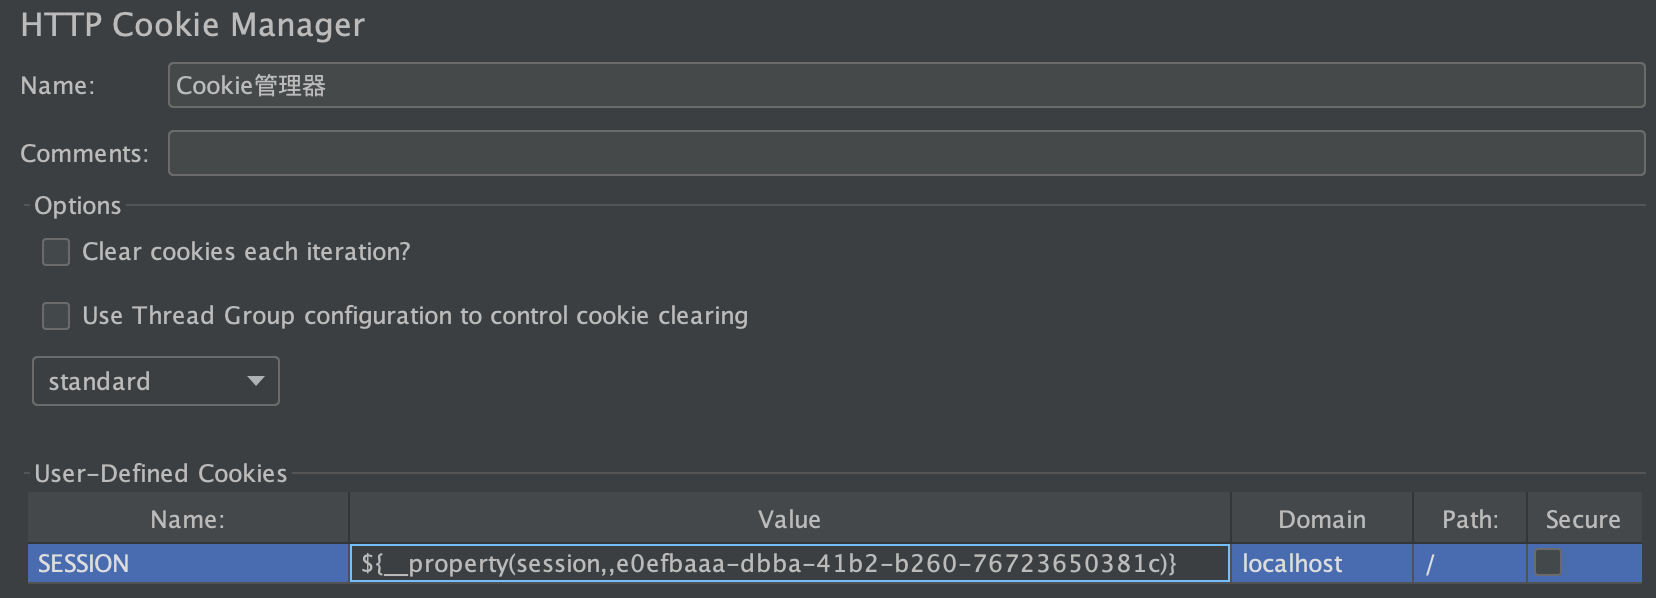 HTTP Cookie Manager
Name: Cookie管理器
Comments:
Options
Clear cookies each iteration?
Use Thread Group configuration to control cookie clearing
standard
User-Defined Cookies
Name: Value Domain Path: Secure
SESSION ${__property(session,,e0efbaaa-dbba-41b2-b260-76723650381c)} localhost /